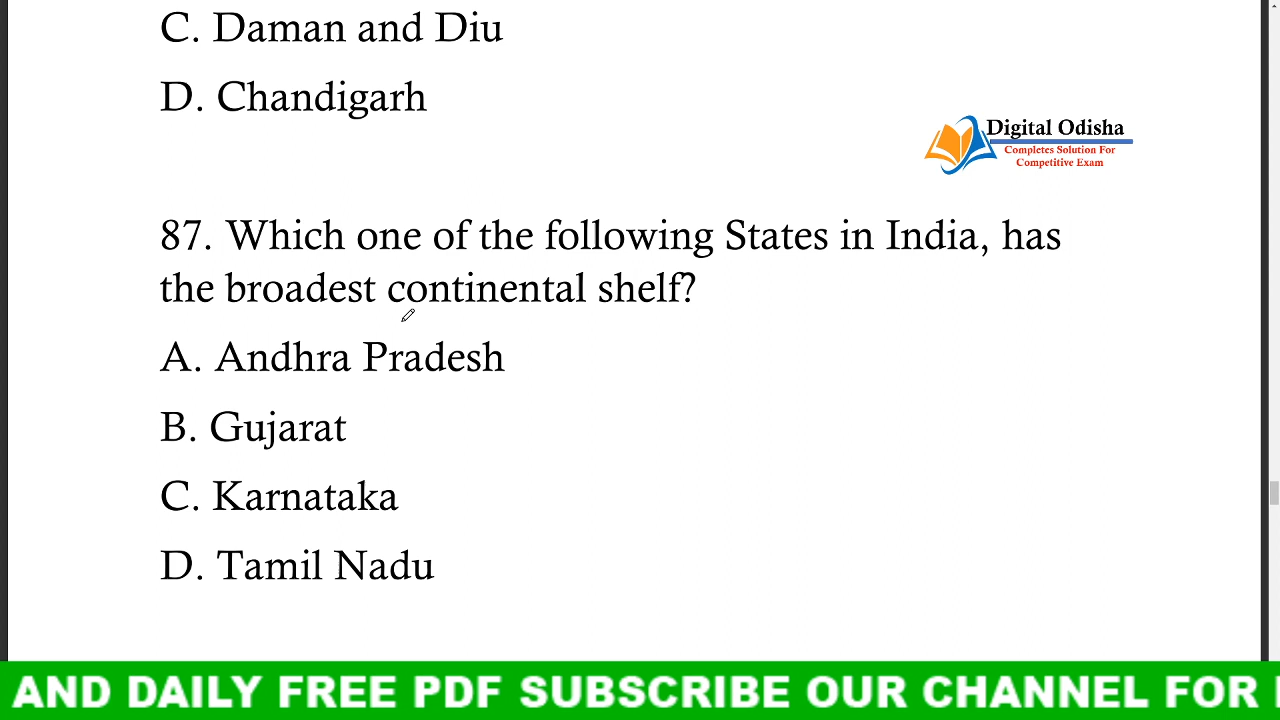 C. Daman and Diu
D. Chandigarh
Digital Odisha
Completes Solution For
Competitive Exam
87. Which one of the following States in India, has
the broadest continental shelf?
A. Andhra Pradesh
B. Gujarat
C. Karnataka
D. Tamil Nadu
AND DAILY FREE PDF SUBSCRIBE OUR CHANNEL FOR